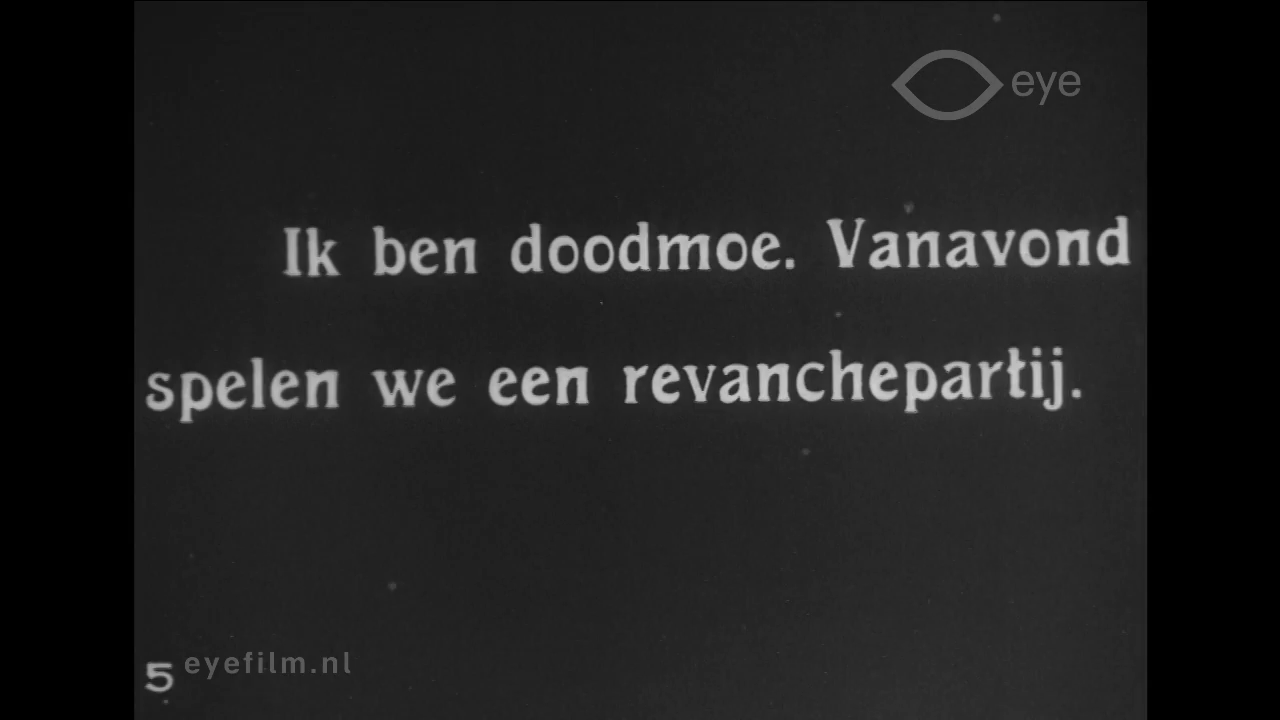 eye
Ik ben doodmoe. Vanavond
spelen we een revanchepartij.
5 eyefilm.nl